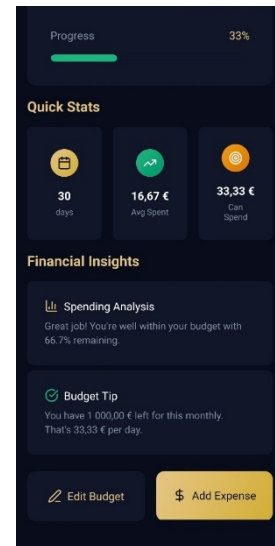 Progress 33%
Quick Stats
30 16,67 € 33,33 €
days Avg Spent Can
Spend
Financial Insights
Spending Analysis
Great job! You're well within your budget with
66.7% remaining.
Budget Tip
You have 1 000,00 € left for this monthly.
That's 33,33 € per day.
Edit Budget $ Add Expense